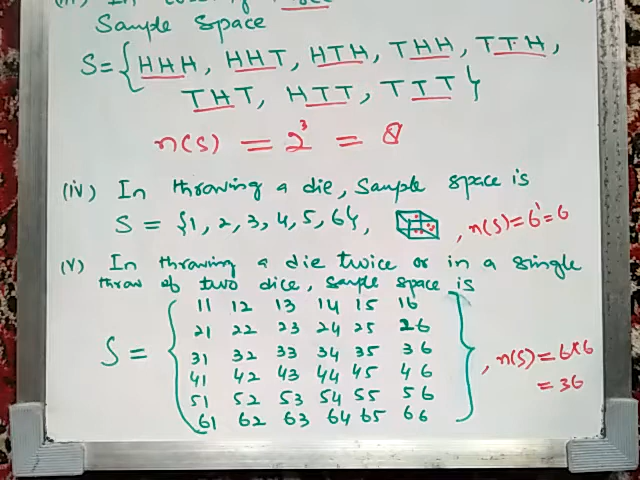 Sample Space
S = { HHH, HHT, HTH, THH, TTH,
THT, HTT, TTT }
n(s) = 2³ = 8
(iv) In throwing a die, Sample space is
S = {1, 2, 3, 4, 5, 6}, , n(s) = 6¹ = 6
(v) In throwing a die twice or in a single
throw of two dice, sample space is
11 12 13 14 15 16
21 22 23 24 25 26
S = { 31 32 33 34 35 36 } , n(s) = 6x6
41 42 43 44 45 46 = 36
51 52 53 54 55 56
61 62 63 64 65 66